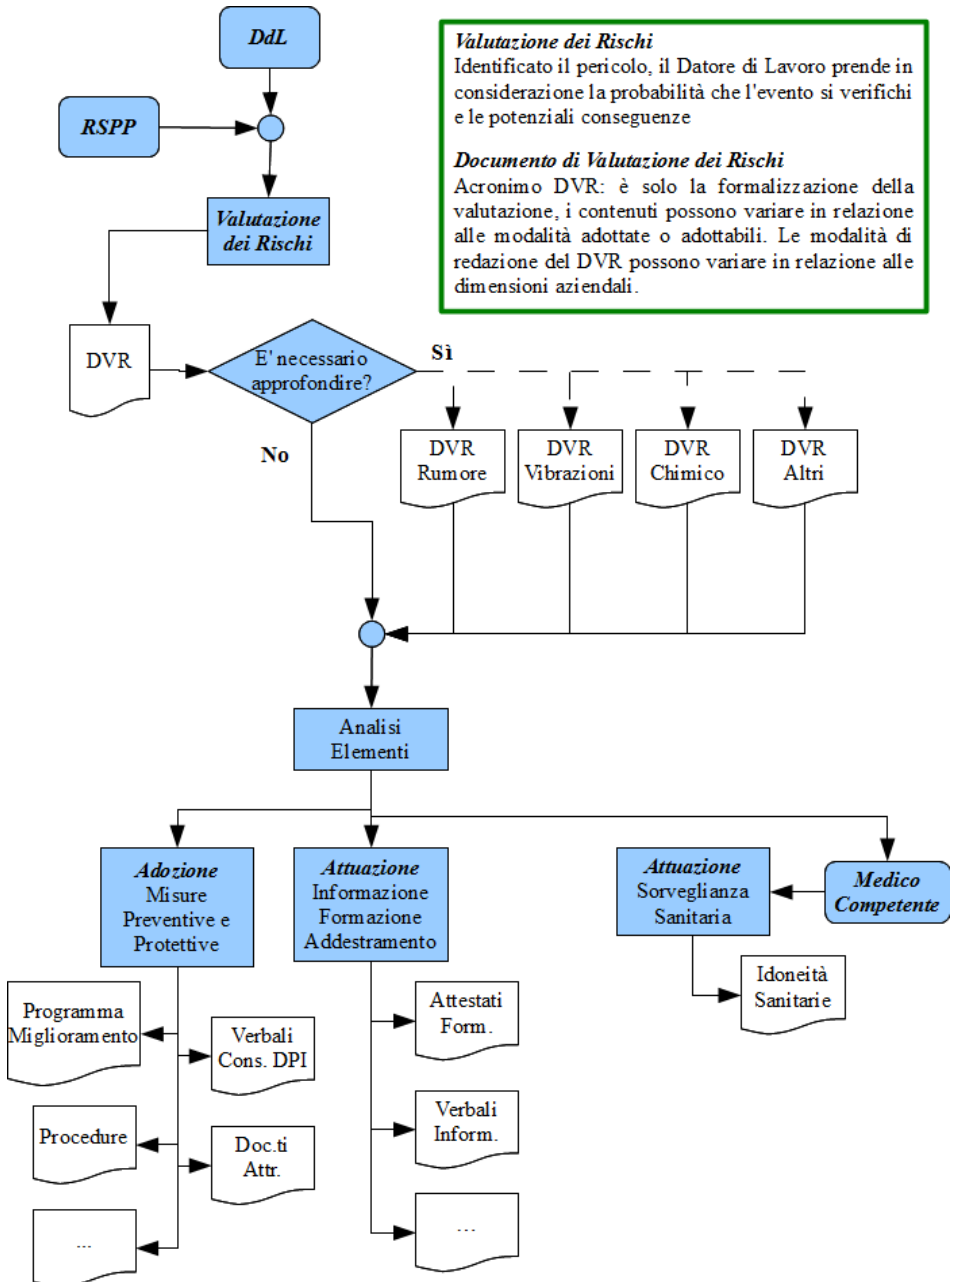 DdL
Valutazione dei Rischi
Identificato il pericolo, il Datore di Lavoro prende in
considerazione la probabilità che l'evento si verifichi
e le potenziali conseguenze
Documento di Valutazione dei Rischi
Acronimo DVR: è solo la formalizzazione della
valutazione, i contenuti possono variare in relazione
alle modalità adottate o adottabili. Le modalità di
redazione del DVR possono variare in relazione alle
dimensioni aziendali.
RSPP
Valutazione
dei Rischi
DVR
E' necessario
approfondire?
Sì
No
DVR
Rumore
DVR
Vibrazioni
DVR
Chimico
DVR
Altri
Analisi
Elementi
Adozione
Misure
Preventive e
Protettive
Attuazione
Informazione
Formazione
Addestramento
Attuazione
Sorveglianza
Sanitaria
Medico
Competente
Programma
Miglioramento
Verbali
Cons. DPI
Procedure
Doc.ti
Attr.
...
Attestati
Form.
Verbali
Inform.
...
Idoneità
Sanitarie